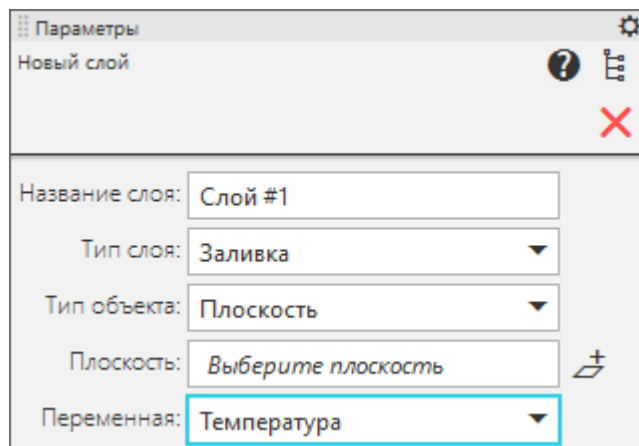 Параметры
Новый слой
Название слоя: Слой #1
Тип слоя: Заливка
Тип объекта: Плоскость
Плоскость: Выберите плоскость
Переменная: Температура